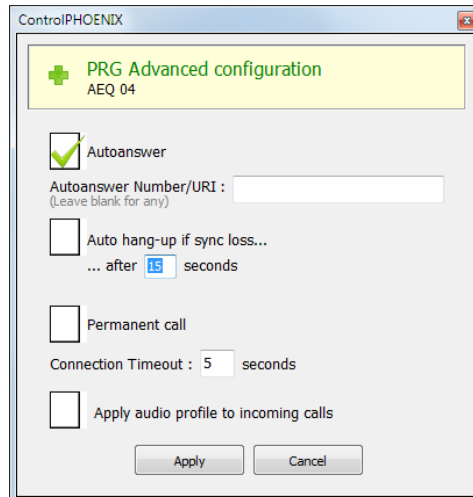 ControlPHOENIX
PRG Advanced configuration
AEQ 04
Autoanswer
Autoanswer Number/URI :
(Leave blank for any)
Auto hang-up if sync loss...
... after 15 seconds
Permanent call
Connection Timeout : 5 seconds
Apply audio profile to incoming calls
Apply Cancel